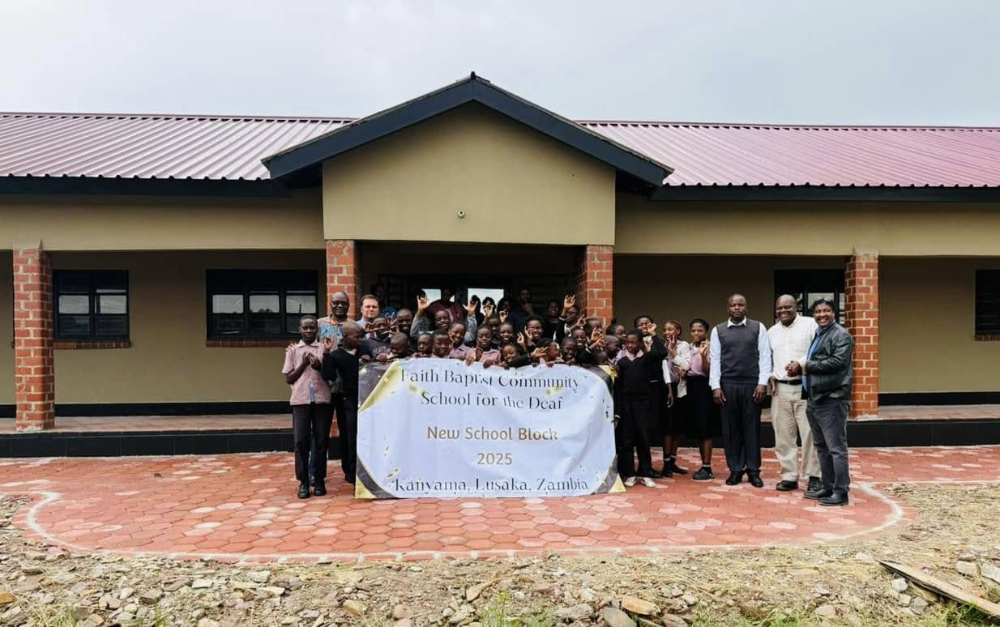 Faith Baptist Community
School for the Deaf
New School Block
2025
Kanyama, Lusaka, Zambia